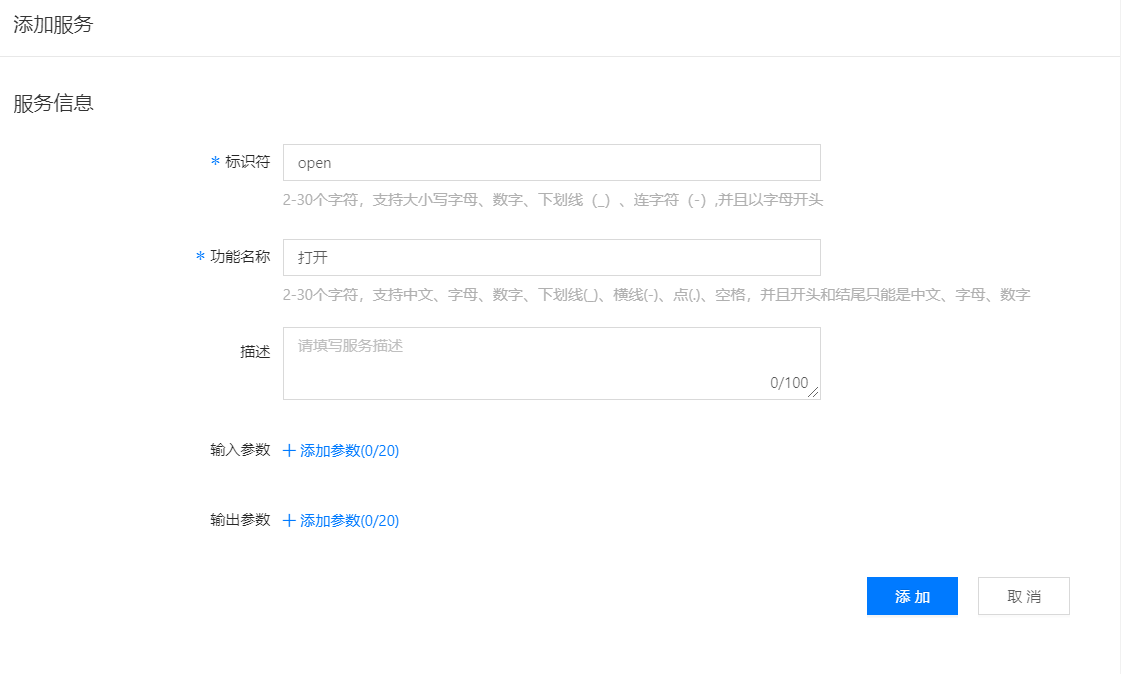 添加服务
服务信息
* 标识符 open
2-30个字符，支持大小写字母、数字、下划线（_）、连字符（-）,并且以字母开头
* 功能名称 打开
2-30个字符，支持中文、字母、数字、下划线(_)、横线(-)、点(.)、空格，并且开头和结尾只能是中文、字母、数字
描述 请填写服务描述
0/100
输入参数 + 添加参数(0/20)
输出参数 + 添加参数(0/20)
添加 取消